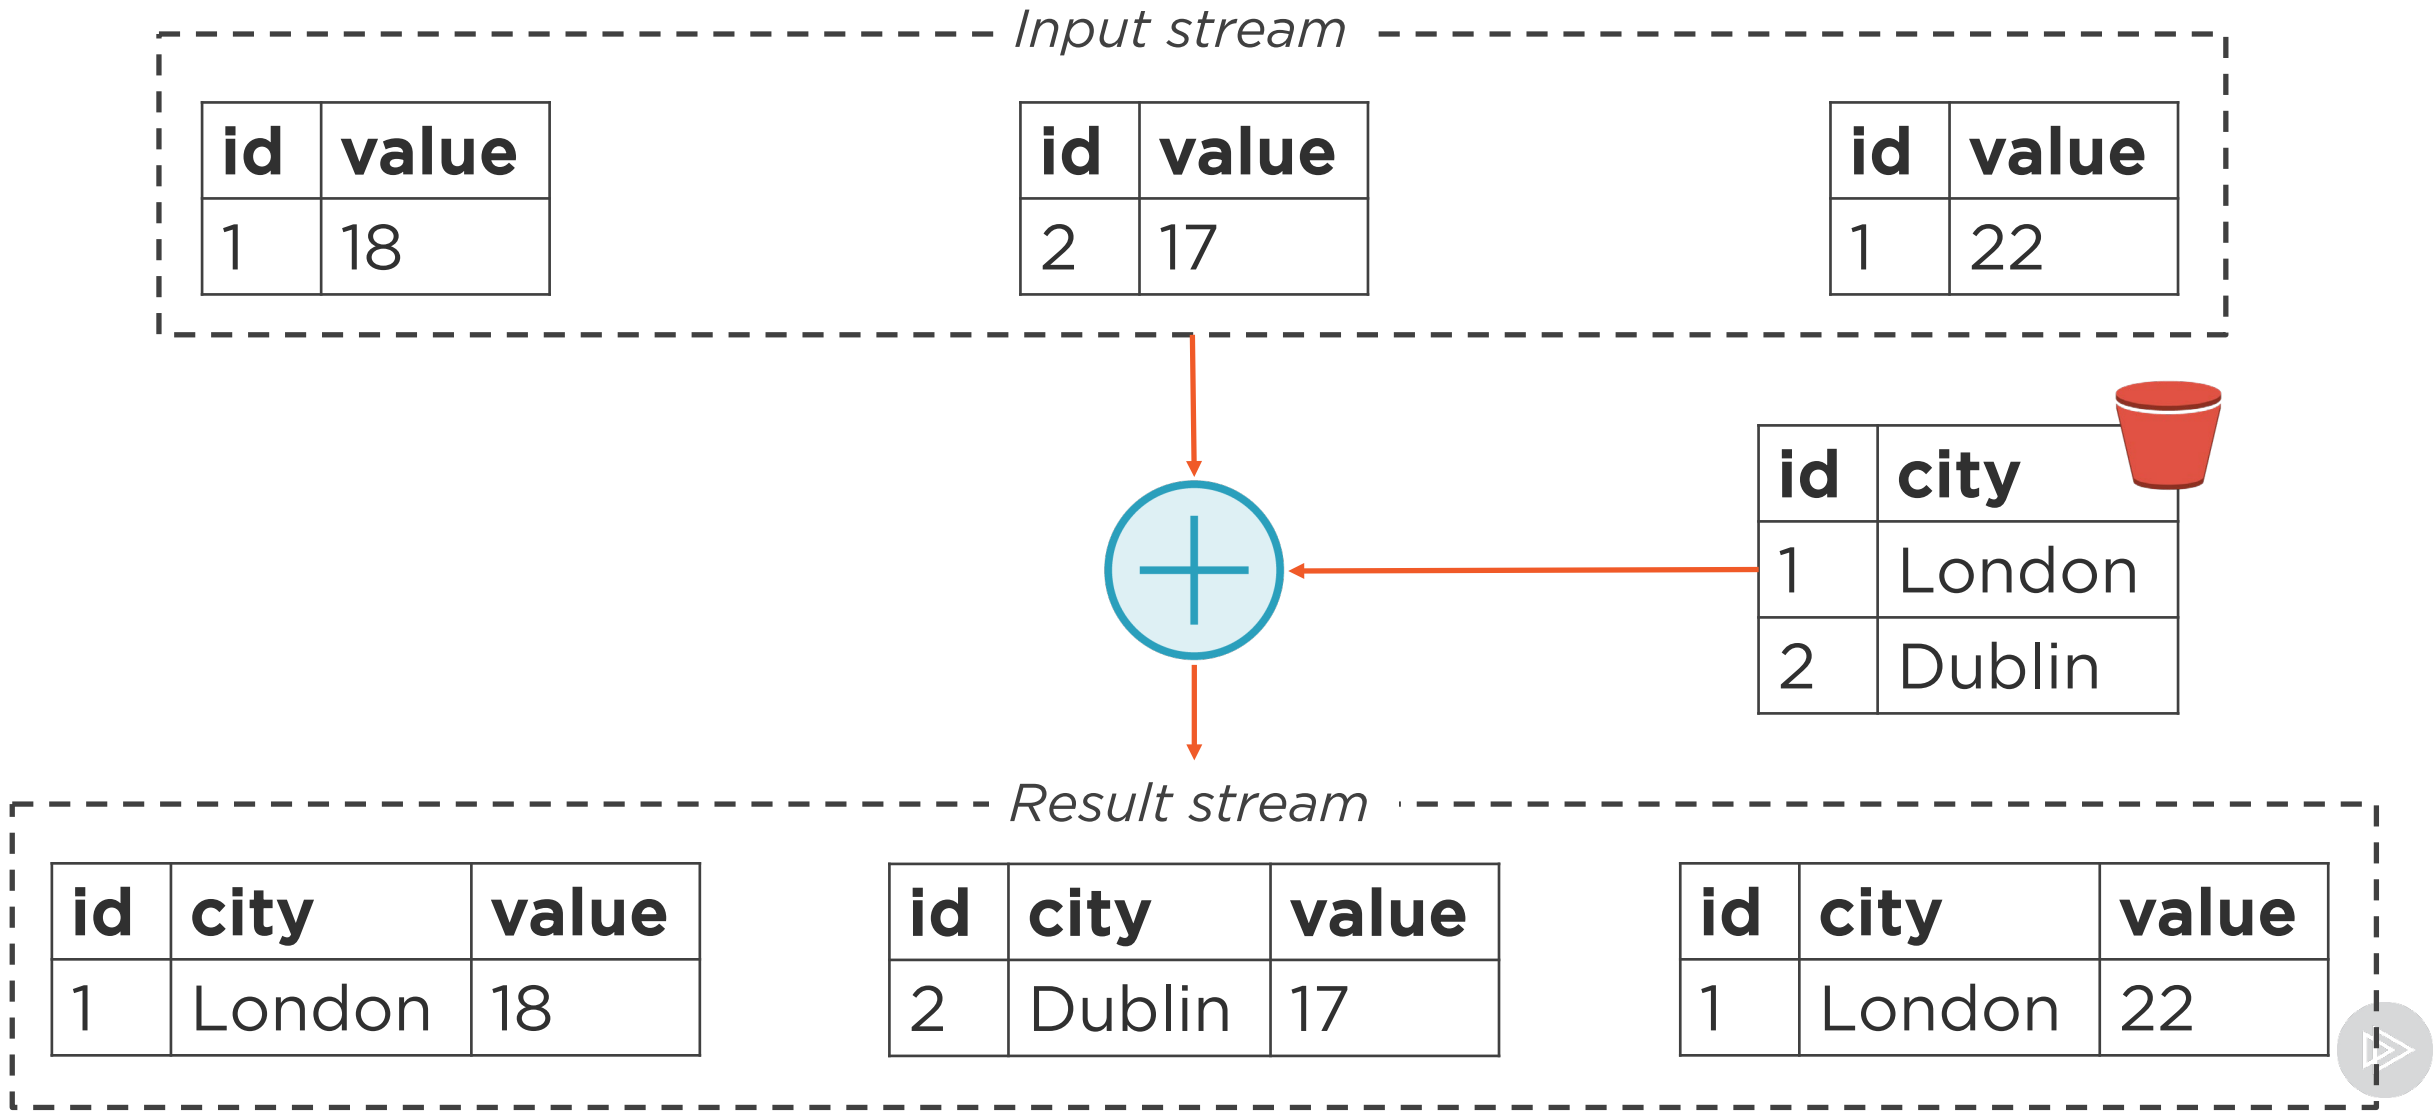 Input stream
id value
1 18
id value
2 17
id value
1 22
id city
1 London
2 Dublin
Result stream
id city value
1 London 18
id city value
2 Dublin 17
id city value
1 London 22